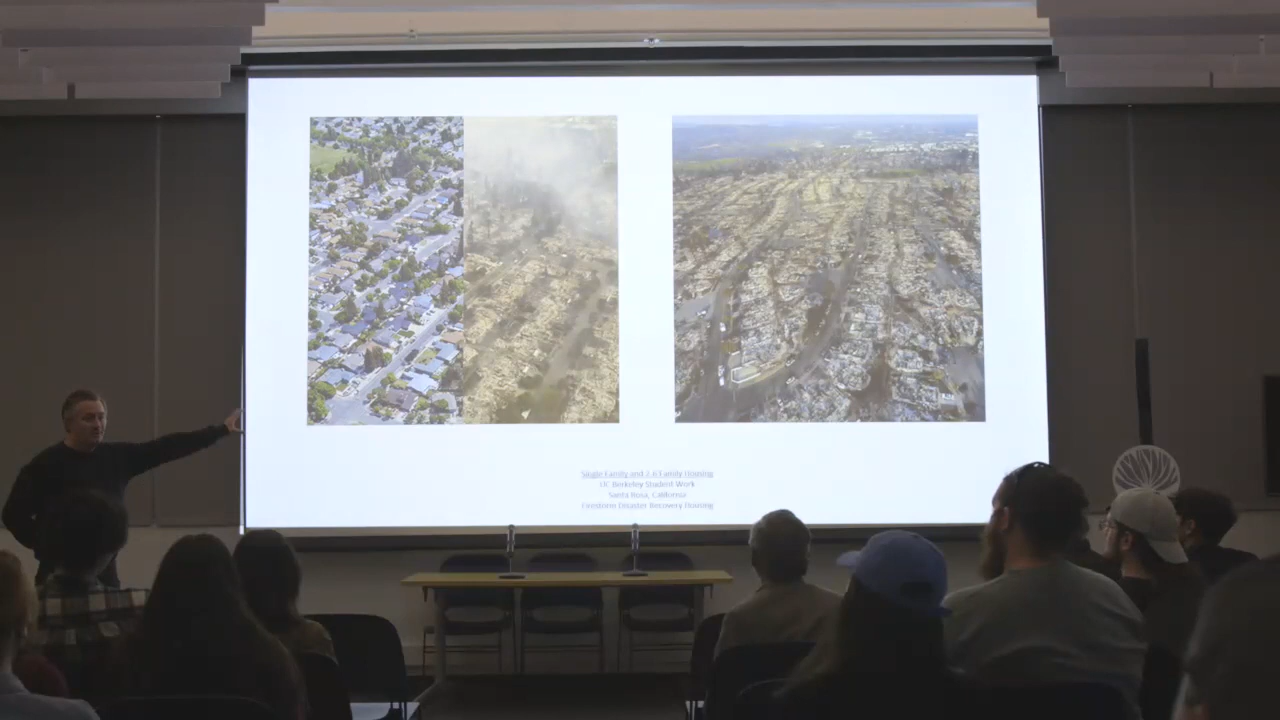 Single Family and 2-6 Family Housing
UC Berkeley Student Work
Santa Rosa, California
Firestorm Disaster Recovery Housing